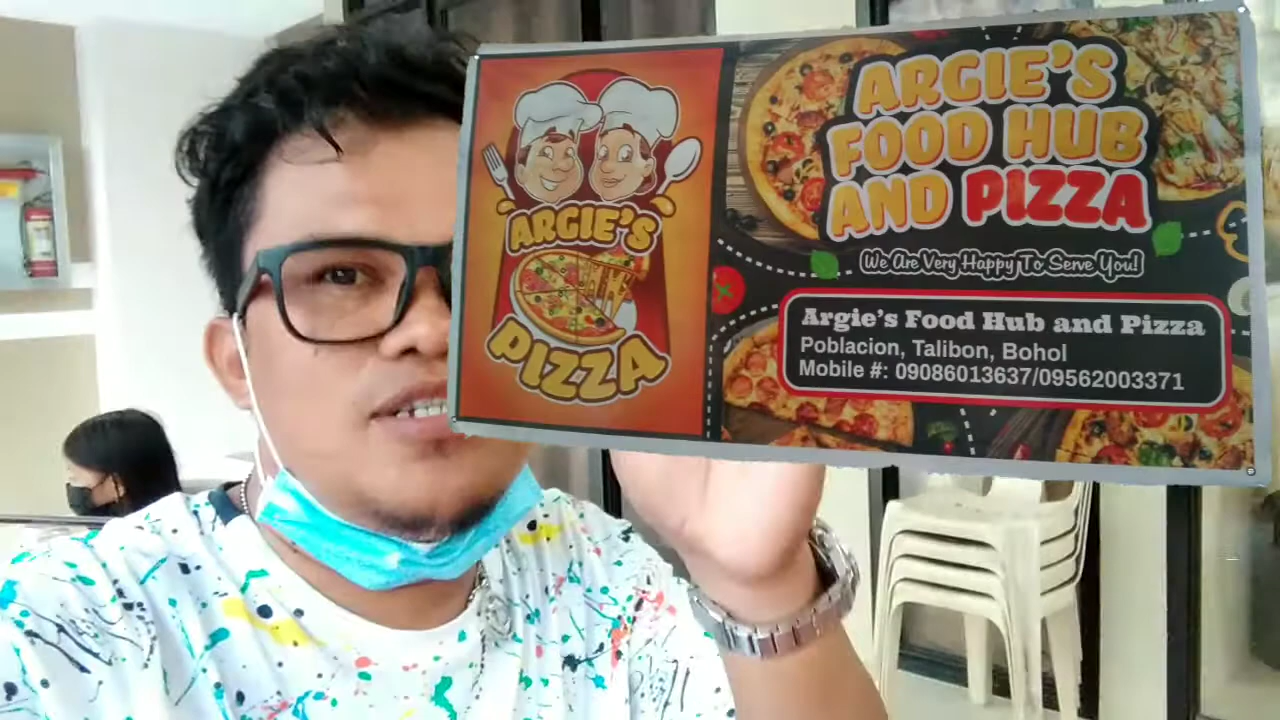 ARGIE'S
PIZZA
ARGIE'S
FOOD HUB
AND PIZZA
We Are Very Happy To Serve You!
Argie's Food Hub and Pizza
Poblacion, Talibon, Bohol
Mobile #: 09086013637/09562003371